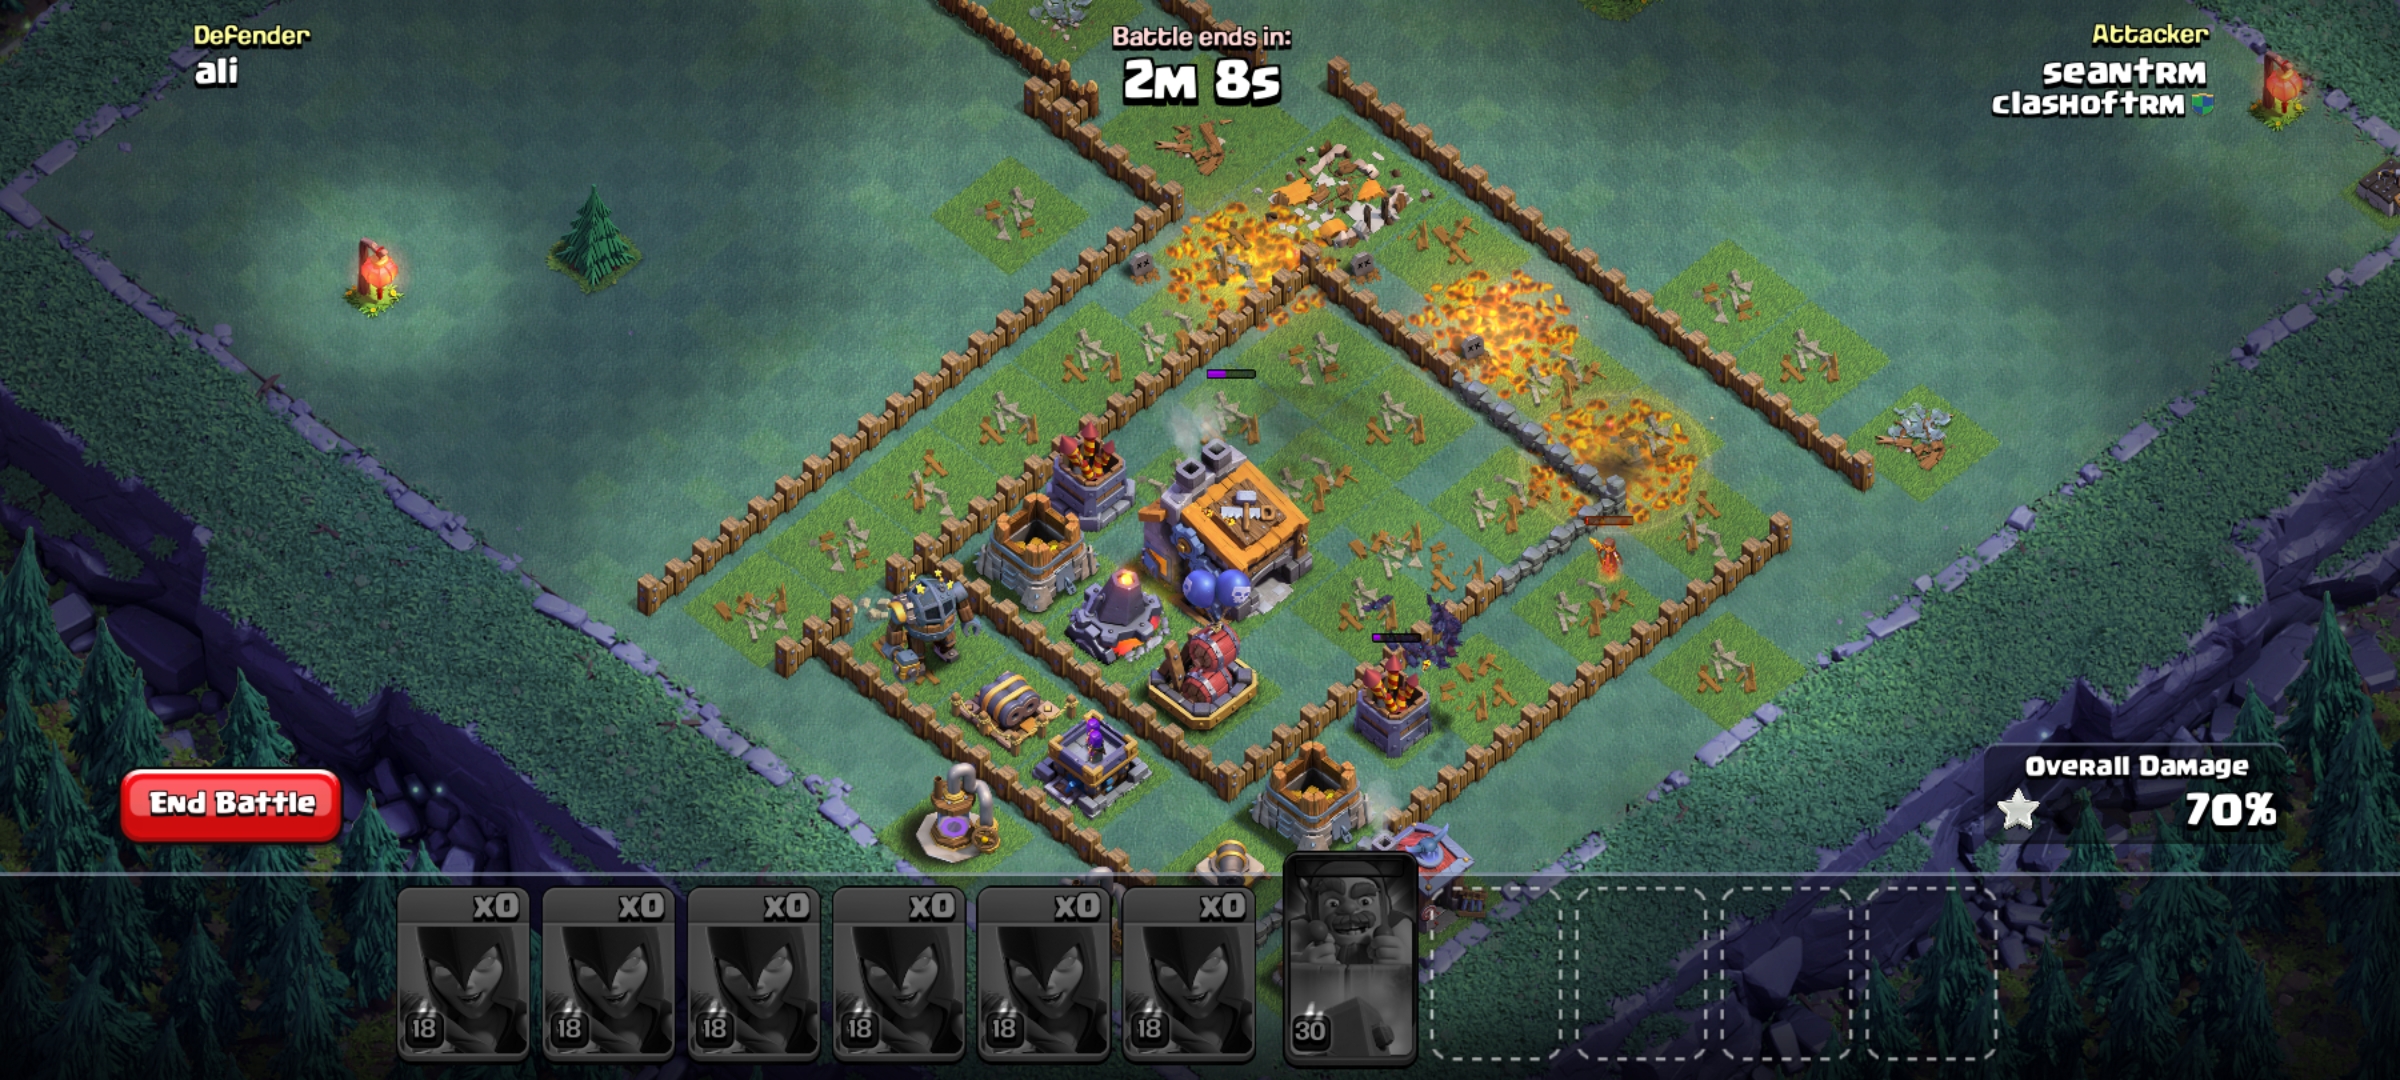 Defender
ali
Battle ends in:
2m 8s
Attacker
seantrm
clashoftrm
End Battle
Overall Damage
70%
x0 x0 x0 x0 x0 x0
18 18 18 18 18 18 30